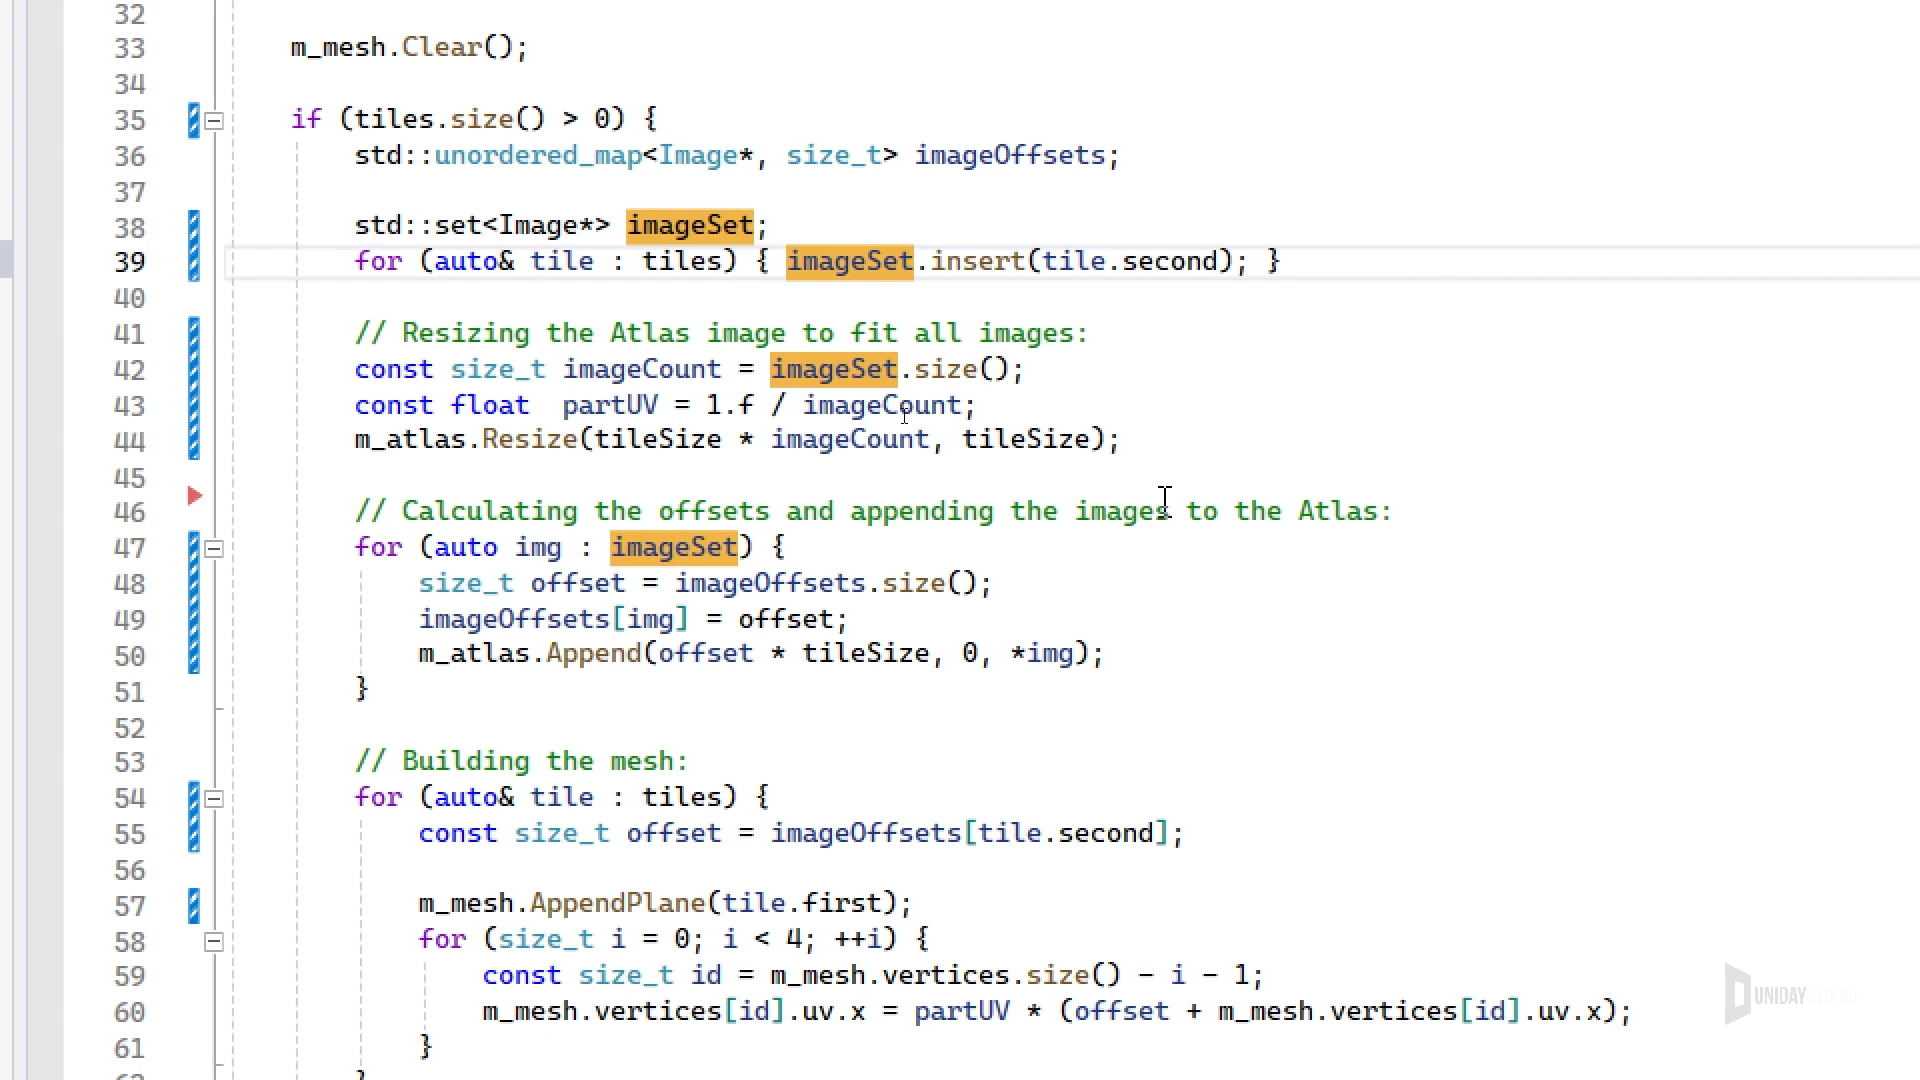 32
33 m_mesh.Clear();
34
35 if (tiles.size() > 0) {
36 std::unordered_map<Image*, size_t> imageOffsets;
37
38 std::set<Image*> imageSet;
39 for (auto& tile : tiles) { imageSet.insert(tile.second); }
40
41 // Resizing the Atlas image to fit all images:
42 const size_t imageCount = imageSet.size();
43 const float  partUV = 1.f / imageCount;
44 m_atlas.Resize(tileSize * imageCount, tileSize);
45
46 // Calculating the offsets and appending the images to the Atlas:
47 for (auto img : imageSet) {
48 size_t offset = imageOffsets.size();
49 imageOffsets[img] = offset;
50 m_atlas.Append(offset * tileSize, 0, *img);
51 }
52
53 // Building the mesh:
54 for (auto& tile : tiles) {
55 const size_t offset = imageOffsets[tile.second];
56
57 m_mesh.AppendPlane(tile.first);
58 for (size_t i = 0; i < 4; ++i) {
59 const size_t id = m_mesh.vertices.size() - i - 1;
60 m_mesh.vertices[id].uv.x = partUV * (offset + m_mesh.vertices[id].uv.x);
61 }
UNIDAY